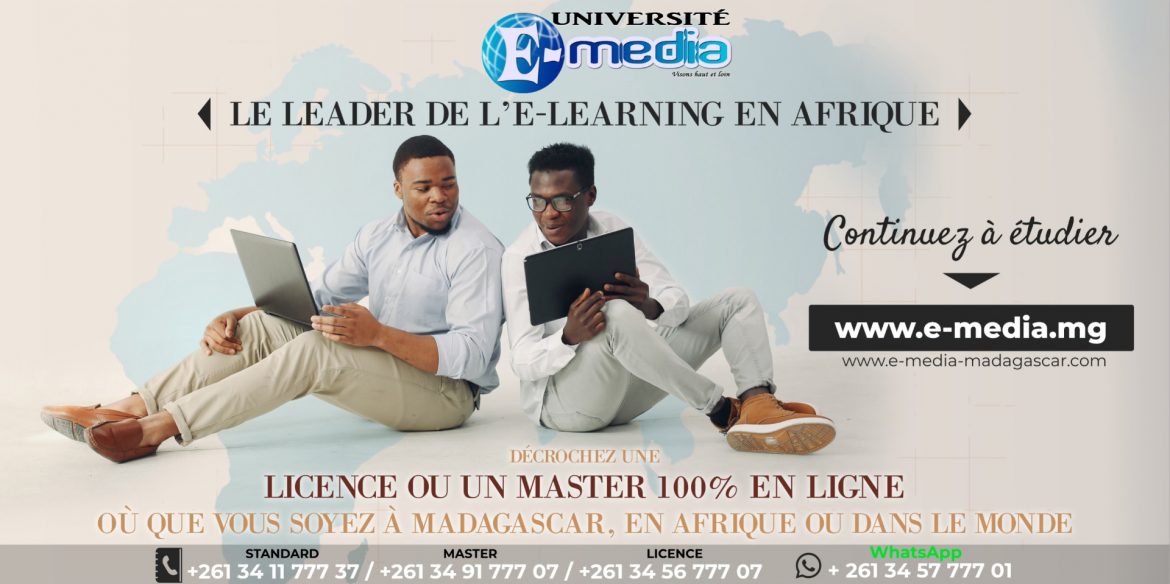 UNIVERSITÉ
E-media
Visons haut et loin
LE LEADER DE L'E-LEARNING EN AFRIQUE
Continuez à étudier
www.e-media.mg
www.e-media-madagascar.com
DÉCROCHEZ UNE
LICENCE OU UN MASTER 100% EN LIGNE
OÙ QUE VOUS SOYEZ À MADAGASCAR, EN AFRIQUE OU DANS LE MONDE
STANDARD MASTER LICENCE WhatsApp
+261 34 11 777 37 / +261 34 91 777 07 / +261 34 56 777 07 + 261 34 57 777 01